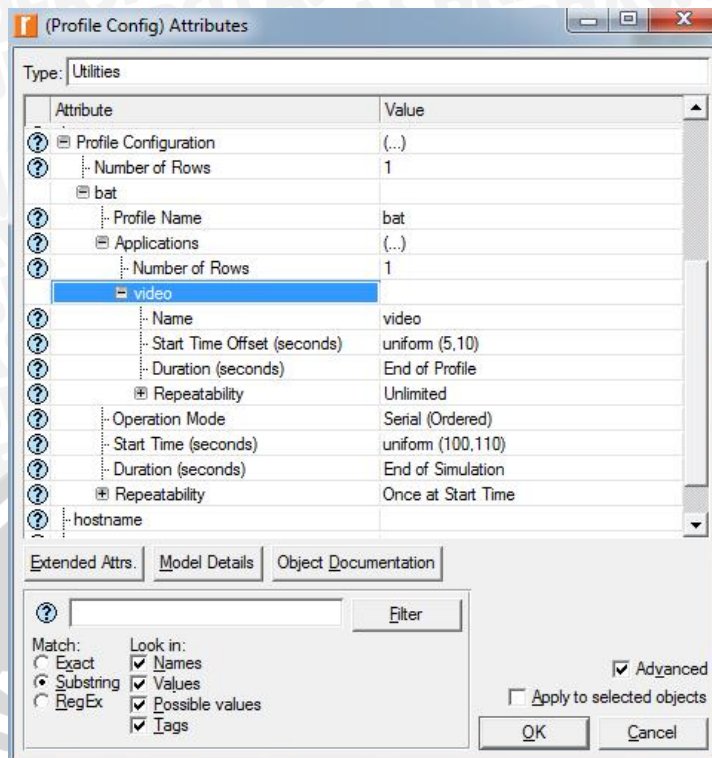 (Profile Config) Attributes
Type: Utilities
Attribute Value
Profile Configuration (...)
Number of Rows 1
bat
Profile Name bat
Applications (...)
Number of Rows 1
video
Name video
Start Time Offset (seconds) uniform (5,10)
Duration (seconds) End of Profile
Repeatability Unlimited
Operation Mode Serial (Ordered)
Start Time (seconds) uniform (100,110)
Duration (seconds) End of Simulation
Repeatability Once at Start Time
hostname
Extended Attrs. Model Details Object Documentation
Filter
Match: Look in:
Exact Names
Substring Values
RegEx Possible values
Tags
Advanced
Apply to selected objects
OK Cancel